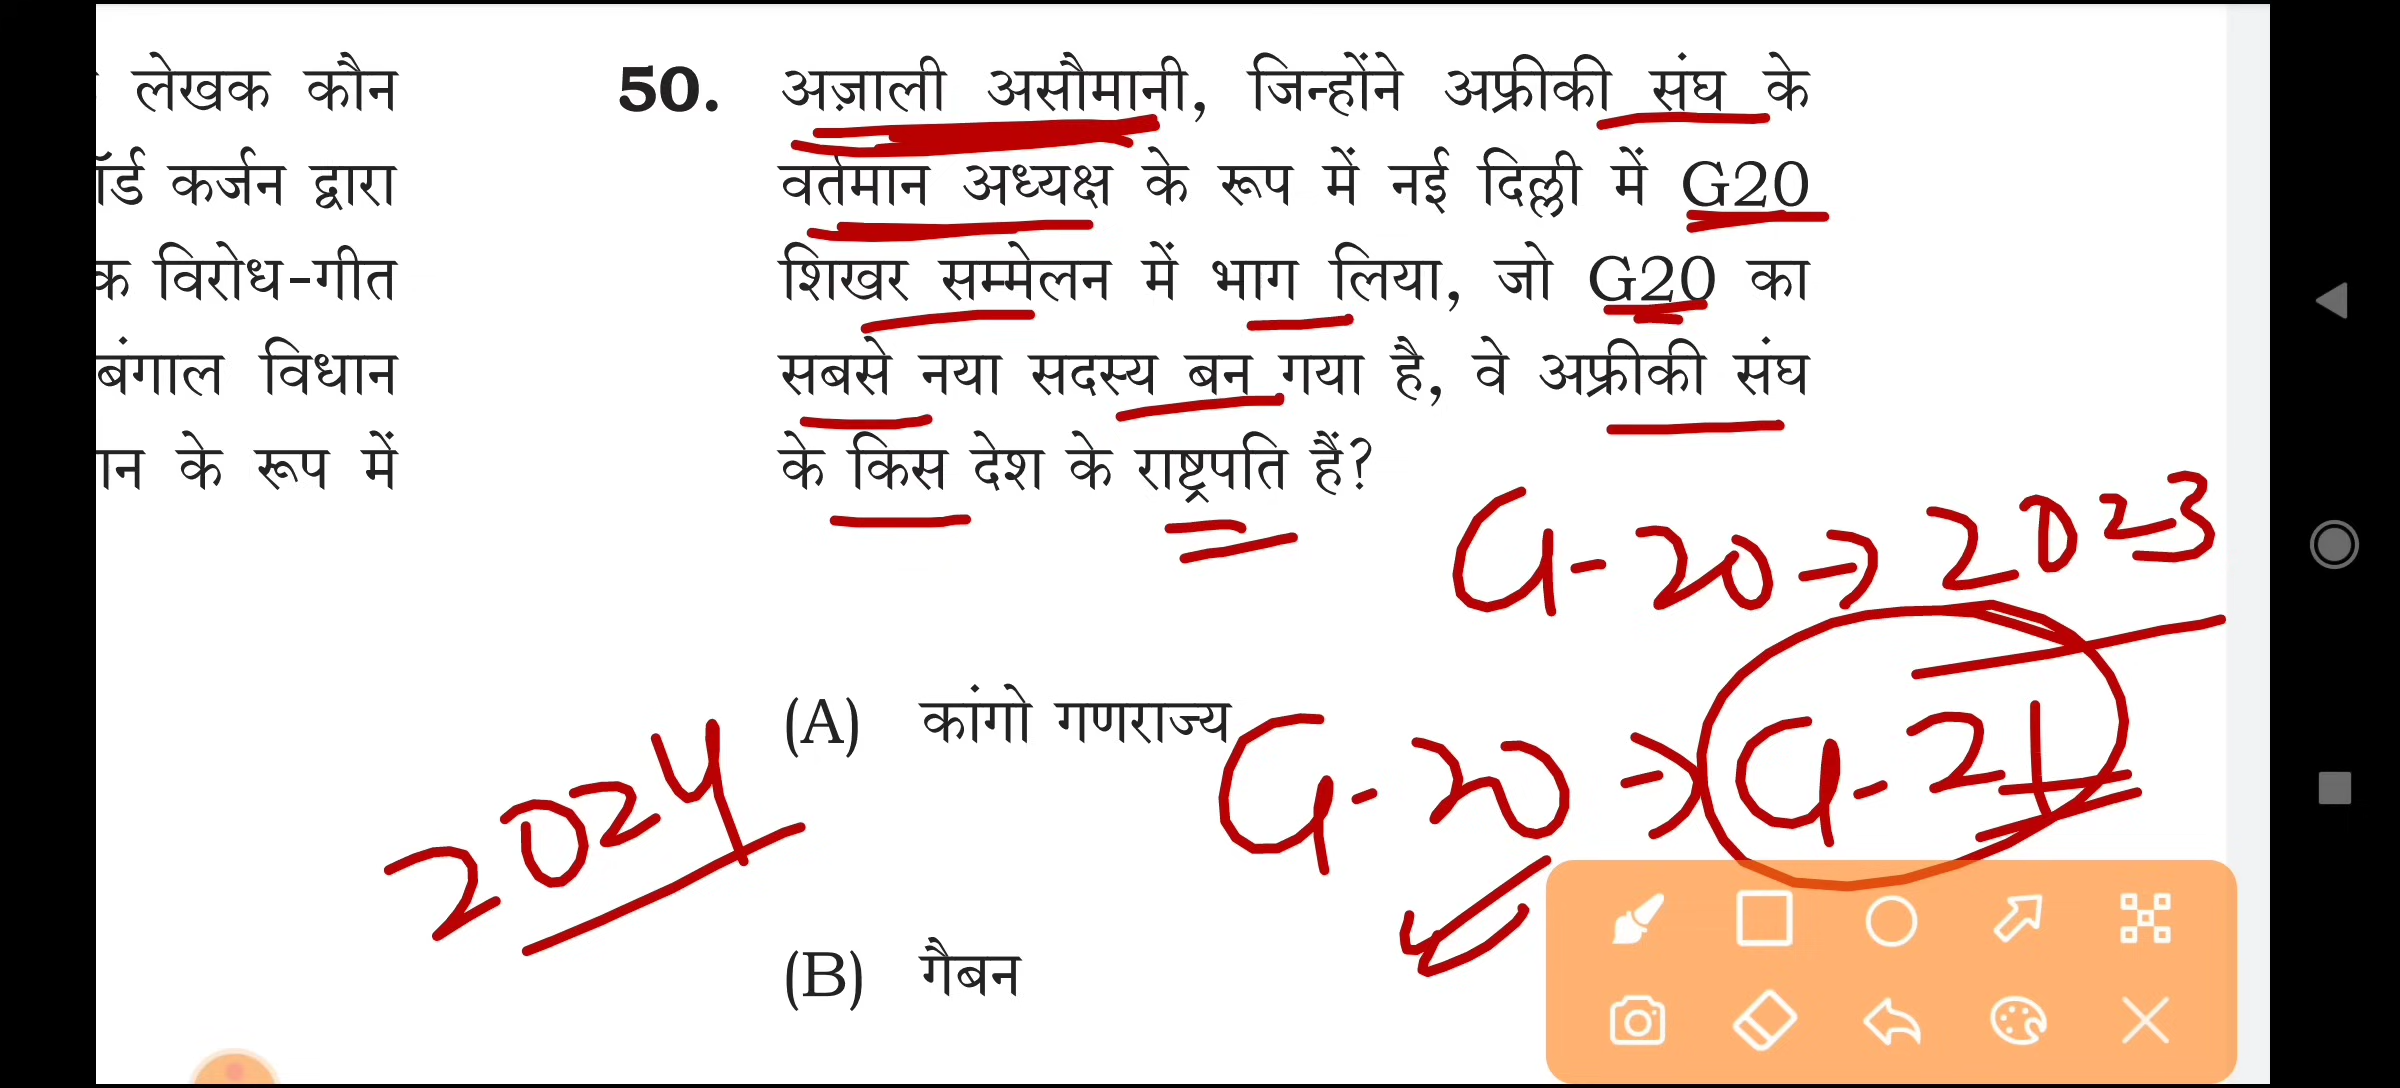 लेखक कौन
ॉर्ड कर्जन द्वारा
क विरोध-गीत
बंगाल विधान
ान के रूप में
50. अज़ाली असौमानी, जिन्होंने अफ्रीकी संघ के
वर्तमान अध्यक्ष के रूप में नई दिल्ली में G20
शिखर सम्मेलन में भाग लिया, जो G20 का
सबसे नया सदस्य बन गया है, वे अफ्रीकी संघ
के किस देश के राष्ट्रपति हैं?
G-20→2023
(A) कांगो गणराज्य
G-20→G-21
2024
(B) गैबन